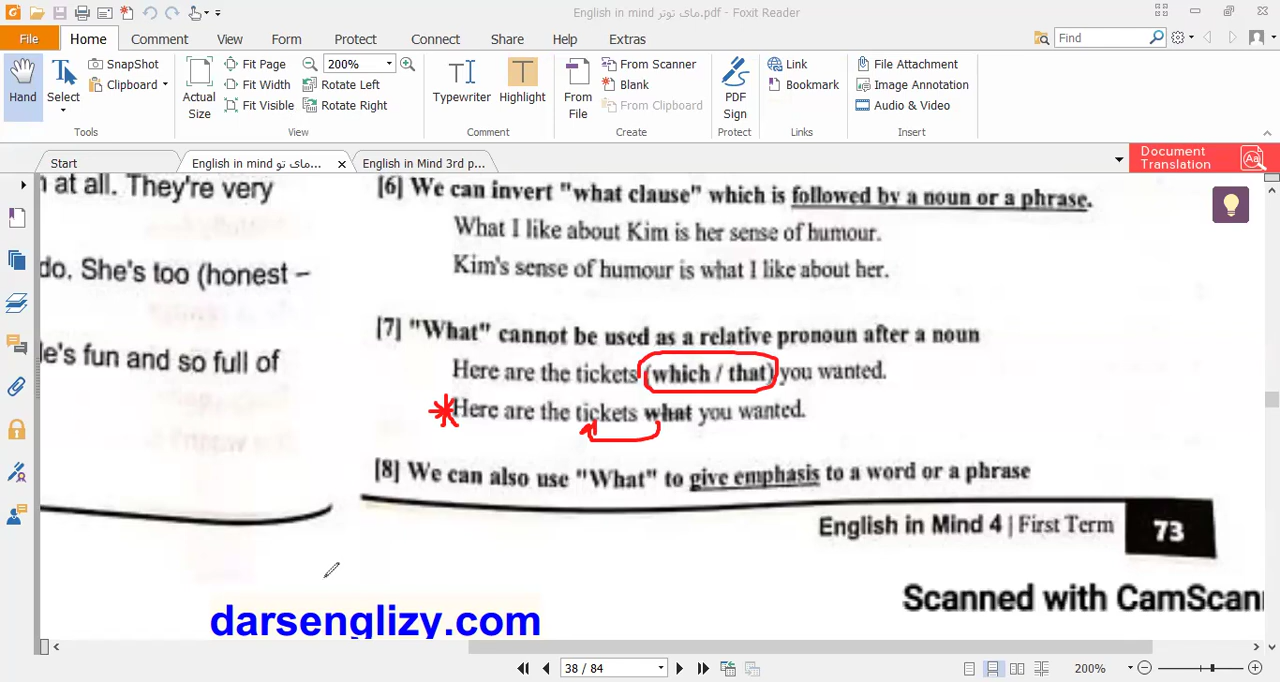 English in mind ماى توتر.pdf - Foxit Reader
File Home Comment View Form Protect Connect Share Help Extras
Find
Hand
Select
SnapShot
Clipboard
Actual Size
Fit Page
Fit Width
Fit Visible
200%
Rotate Left
Rotate Right
Typewriter
Highlight
From File
From Scanner
Blank
From Clipboard
PDF Sign
Link
Bookmark
File Attachment
Image Annotation
Audio & Video
Tools View Comment Create Protect Links Insert
Start
English in mind ماى تو...
English in Mind 3rd p...
Document Translation
at all. They're very
do. She's too (honest –
le's fun and so full of
[6] We can invert "what clause" which is followed by a noun or a phrase.
What I like about Kim is her sense of humour.
Kim's sense of humour is what I like about her.
[7] "What" cannot be used as a relative pronoun after a noun
Here are the tickets (which / that) you wanted.
*Here are the tickets what you wanted.
[8] We can also use "What" to give emphasis to a word or a phrase
English in Mind 4 | First Term 73
Scanned with CamScan
darsenglizy.com
38 / 84
200%